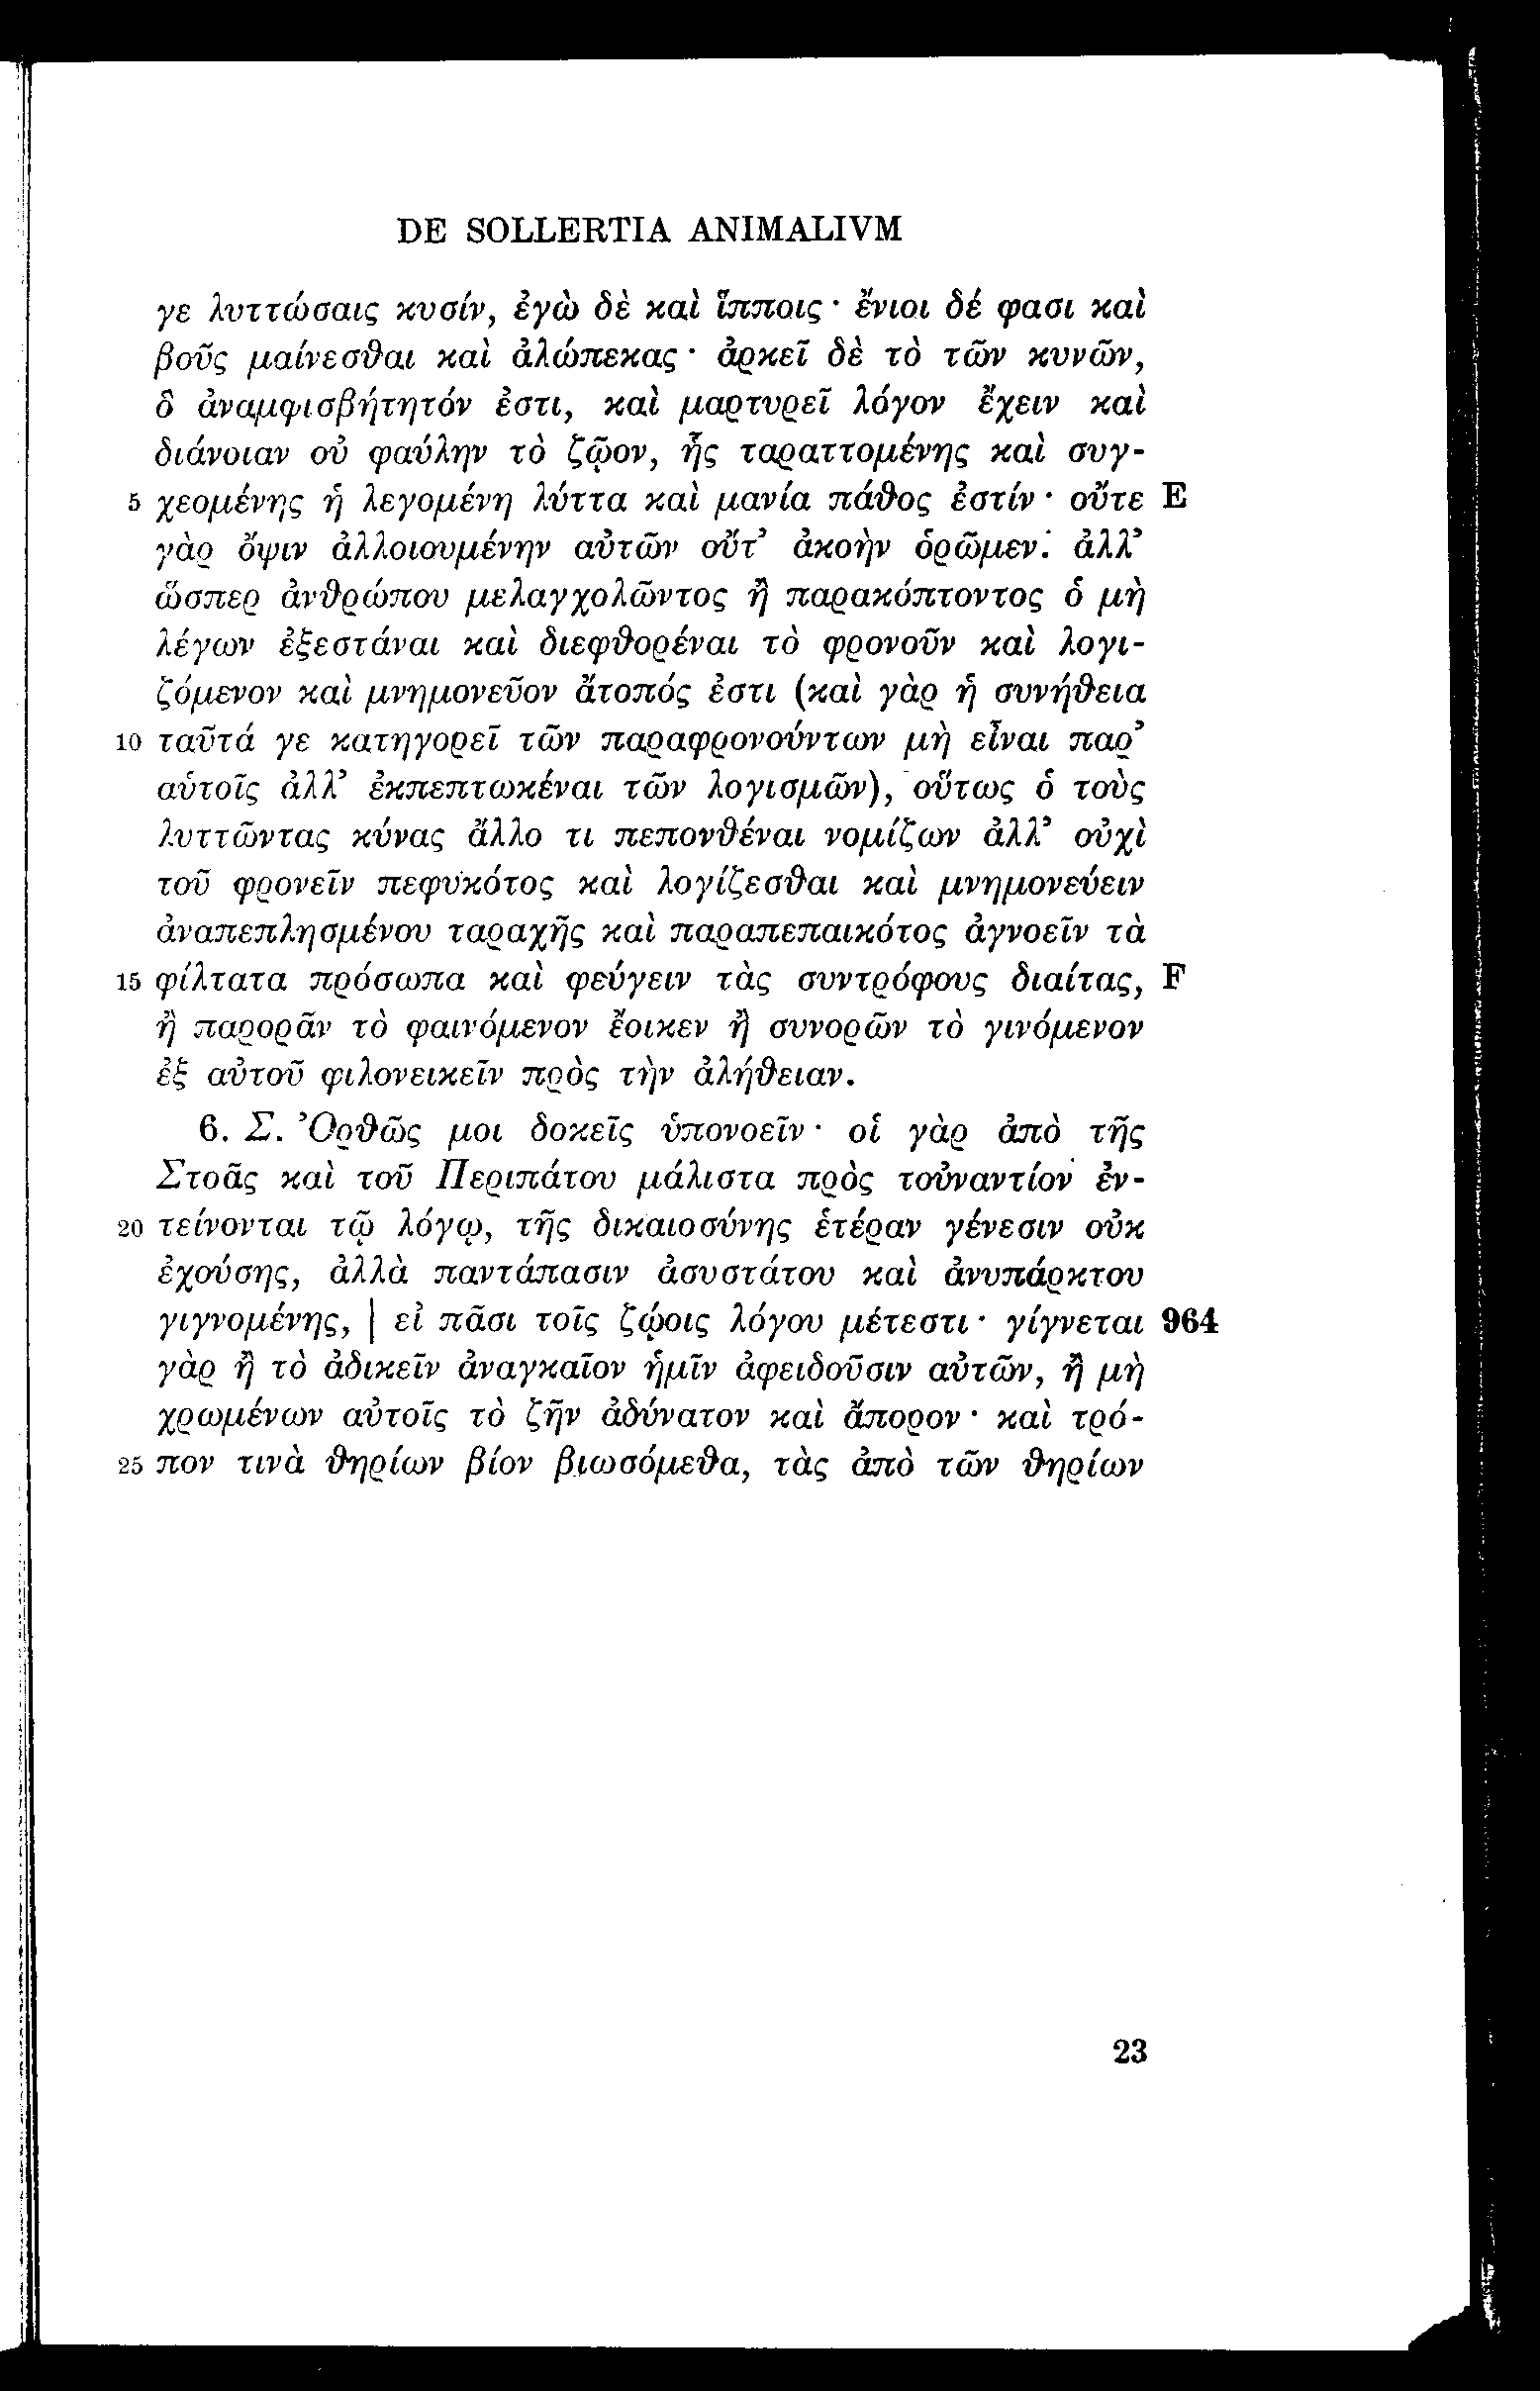 DE SOLLERTIA ANIMALIVM
γε λυττώσαις κυσίν, ἐγὼ δὲ καὶ ἵπποις · ἔνιοι δέ φασι καὶ
βοῦς μαίνεσθαι καὶ ἀλώπεκας · ἀρκεῖ δὲ τὸ τῶν κυνῶν,
ὃ ἀναμφισβήτητόν ἐστι, καὶ μαρτυρεῖ λόγον ἔχειν καὶ
διάνοιαν οὐ φαύλην τὸ ζῷον, ἧς ταραττομένης καὶ συγ-
5 χεομένης ἡ λεγομένη λύττα καὶ μανία πάθος ἐστίν · οὔτε E
γὰρ ὄψιν ἀλλοιουμένην αὐτῶν οὔτ’ ἀκοὴν ὁρῶμεν· ἀλλ’
ὥσπερ ἀνθρώπου μελαγχολῶντος ἢ παρακόπτοντος ὁ μὴ
λέγων ἐξεστάναι καὶ διεφθορέναι τὸ φρονοῦν καὶ λογι-
ζόμενον καὶ μνημονεῦον ἄτοπός ἐστι (καὶ γὰρ ἡ συνήθεια
10 ταῦτά γε κατηγορεῖ τῶν παραφρονούντων μὴ εἶναι παρ’
αὑτοῖς ἀλλ’ ἐκπεπτωκέναι τῶν λογισμῶν), οὕτως ὁ τοὺς
λυττῶντας κύνας ἄλλο τι πεπονθέναι νομίζων ἀλλ’ οὐχὶ
τοῦ φρονεῖν πεφυκότος καὶ λογίζεσθαι καὶ μνημονεύειν
ἀναπεπλησμένου ταραχῆς καὶ παραπεπαικότος ἀγνοεῖν τὰ
15 φίλτατα πρόσωπα καὶ φεύγειν τὰς συντρόφους διαίτας, F
ἢ παρορᾶν τὸ φαινόμενον ἔοικεν ἢ συνορῶν τὸ γινόμενον
ἐξ αὐτοῦ φιλονεικεῖν πρὸς τὴν ἀλήθειαν.
6. Σ. Ὀρθῶς μοι δοκεῖς ὑπονοεῖν · οἱ γὰρ ἀπὸ τῆς
Στοᾶς καὶ τοῦ Περιπάτου μάλιστα πρὸς τοὐναντίον ἐν-
20 τείνονται τῷ λόγῳ, τῆς δικαιοσύνης ἑτέραν γένεσιν οὐκ
ἐχούσης, ἀλλὰ παντάπασιν ἀσυστάτου καὶ ἀνυπάρκτου
γιγνομένης, | εἰ πᾶσι τοῖς ζῴοις λόγου μέτεστι · γίγνεται 964
γὰρ ἢ τὸ ἀδικεῖν ἀναγκαῖον ἡμῖν ἀφειδοῦσιν αὐτῶν, ἢ μὴ
χρωμένων αὐτοῖς τὸ ζῆν ἀδύνατον καὶ ἄπορον · καὶ τρό-
25 πον τινὰ θηρίων βίον βιωσόμεθα, τὰς ἀπὸ τῶν θηρίων
23